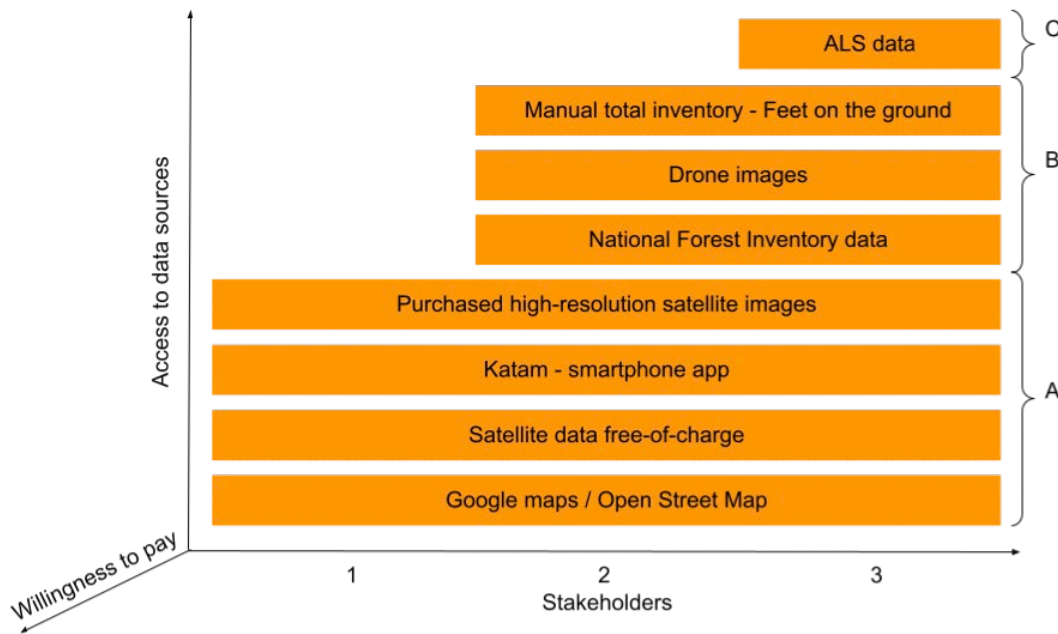 ALS data
C
Manual total inventory - Feet on the ground
B
Drone images
National Forest Inventory data
Purchased high-resolution satellite images
Katam - smartphone app
A
Satellite data free-of-charge
Google maps / Open Street Map
Access to data sources
Willingness to pay
1 2 3
Stakeholders